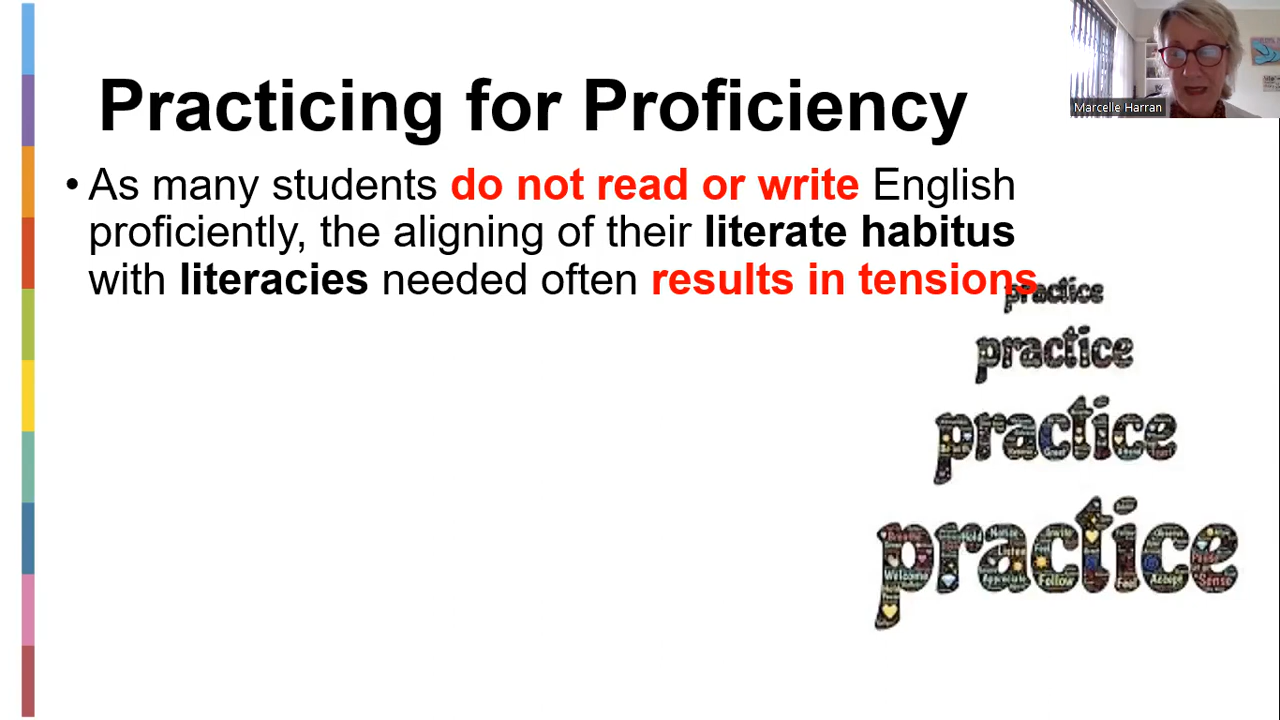 Practicing for Proficiency
Marcelle Harran
• As many students do not read or write English
proficiently, the aligning of their literate habitus
with literacies needed often results in tensions
practice
practice
practice
practice